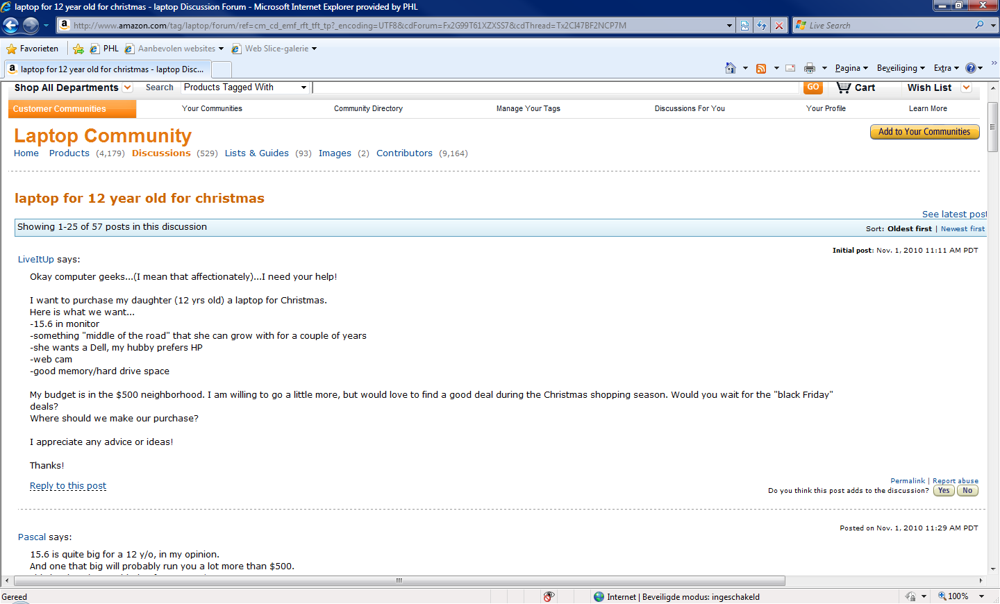 laptop for 12 year old for christmas - laptop Discussion Forum - Microsoft Internet Explorer provided by PHL
http://www.amazon.com/tag/laptop/forum/ref=cm_cd_emf_rft_tft_tp?_encoding=UTF8&cdForum=Fx2G99T61XZXSS7&cdThread=Tx2CI47BF2NCP7M
Live Search
Favorieten PHL Aanbevolen websites Web Slice-galerie
laptop for 12 year old for christmas - laptop Disc...
Pagina Beveiliging Extra
Shop All Departments Search Products Tagged With GO Cart Wish List
Customer Communities Your Communities Community Directory Manage Your Tags Discussions For You Your Profile Learn More
Laptop Community
Add to Your Communities
Home Products (4,179) Discussions (529) Lists & Guides (93) Images (2) Contributors (9,164)
laptop for 12 year old for christmas
See latest post
Showing 1-25 of 57 posts in this discussion
Sort: Oldest first | Newest first
Initial post: Nov. 1, 2010 11:11 AM PDT
LiveItUp says:
Okay computer geeks...(I mean that affectionately)...I need your help!
I want to purchase my daughter (12 yrs old) a laptop for Christmas.
Here is what we want...
-15.6 in monitor
-something "middle of the road" that she can grow with for a couple of years
-she wants a Dell, my hubby prefers HP
-web cam
-good memory/hard drive space
My budget is in the $500 neighborhood. I am willing to go a little more, but would love to find a good deal during the Christmas shopping season. Would you wait for the "black Friday"
deals?
Where should we make our purchase?
I appreciate any advice or ideas!
Thanks!
Reply to this post
Permalink | Report abuse
Do you think this post adds to the discussion? Yes No
Posted on Nov. 1, 2010 11:29 AM PDT
Pascal says:
15.6 is quite big for a 12 y/o, in my opinion.
And one that big will probably run you a lot more than $500.
Gereed
Internet | Beveiligde modus: ingeschakeld
100%